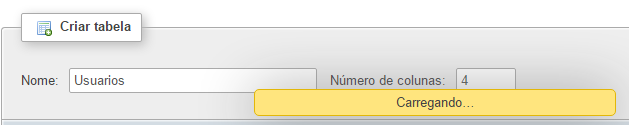 Criar tabela
Nome: Usuarios Número de colunas: 4
Carregando…